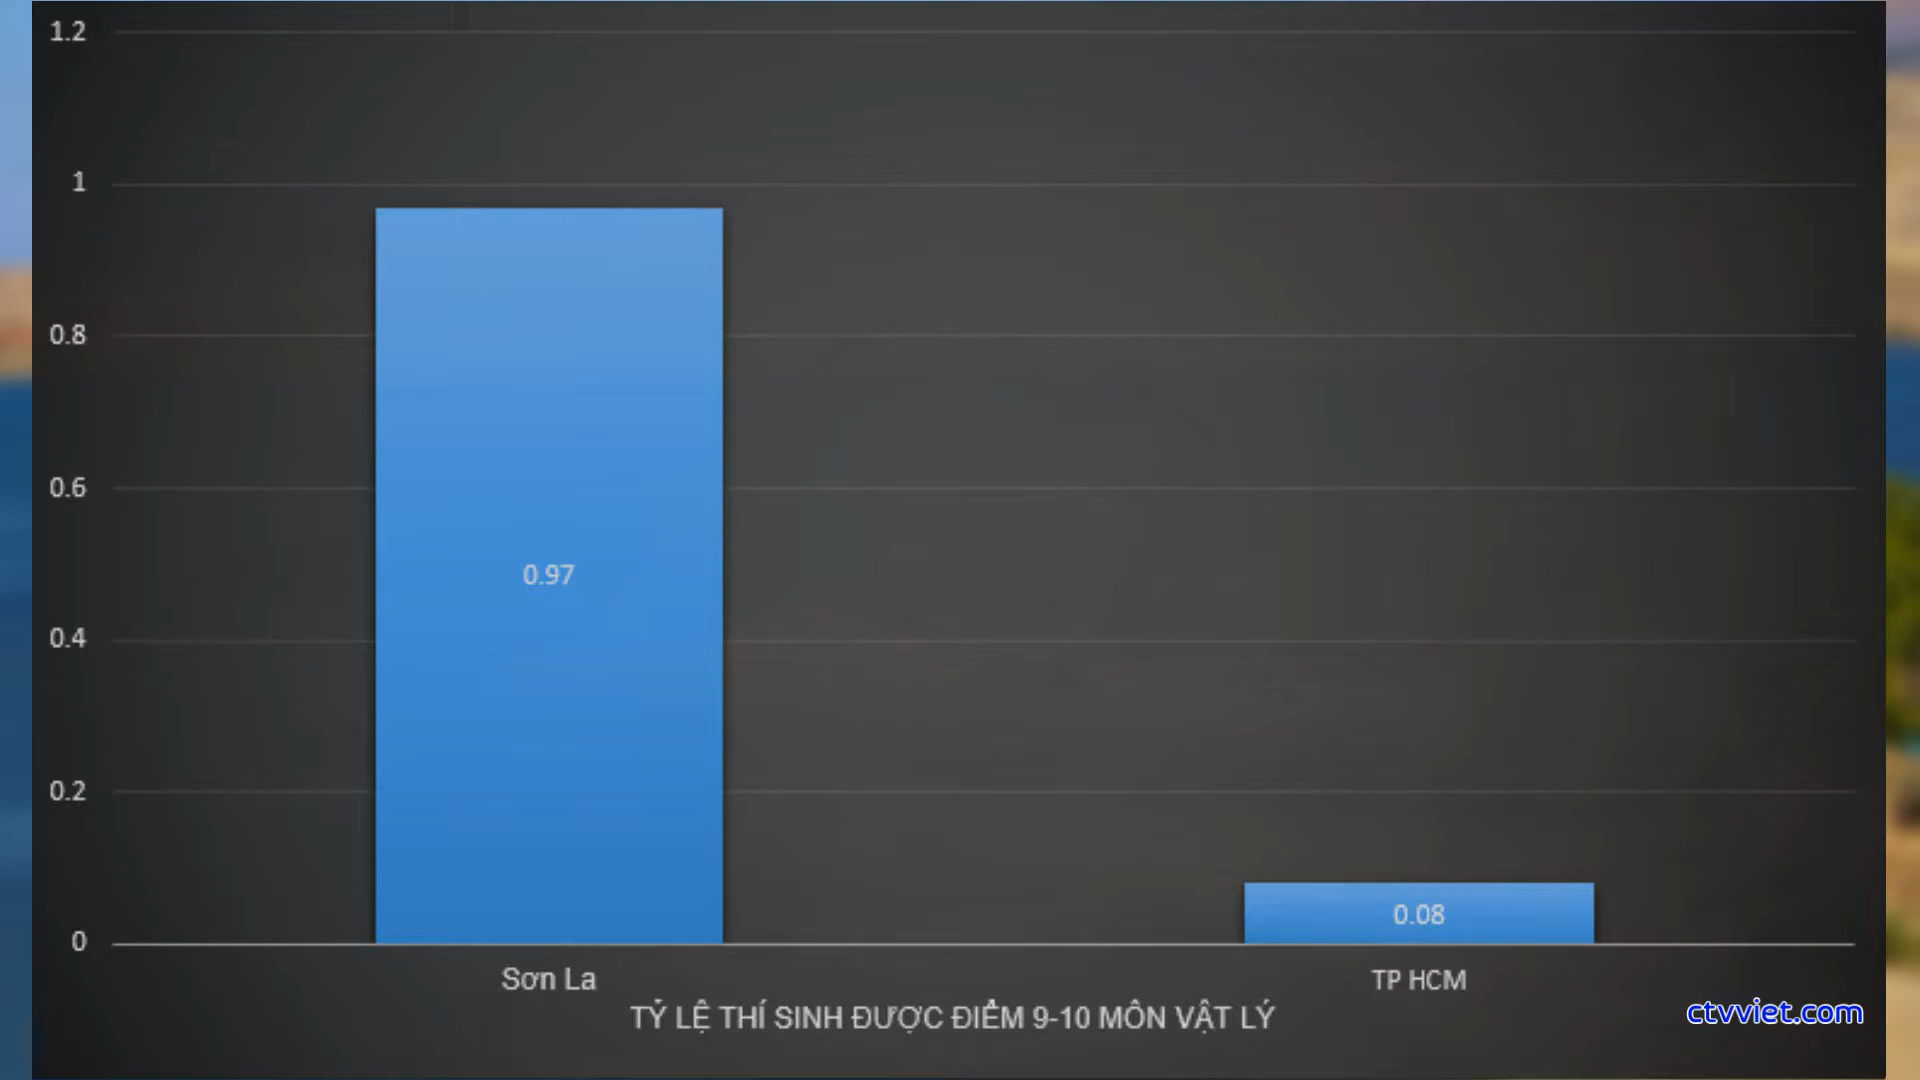 1.2
1
0.8
0.6
0.4
0.2
0
0.97
0.08
Sơn La
TP HCM
TỶ LỆ THÍ SINH ĐƯỢC ĐIỂM 9-10 MÔN VẬT LÝ
ctvviet.com